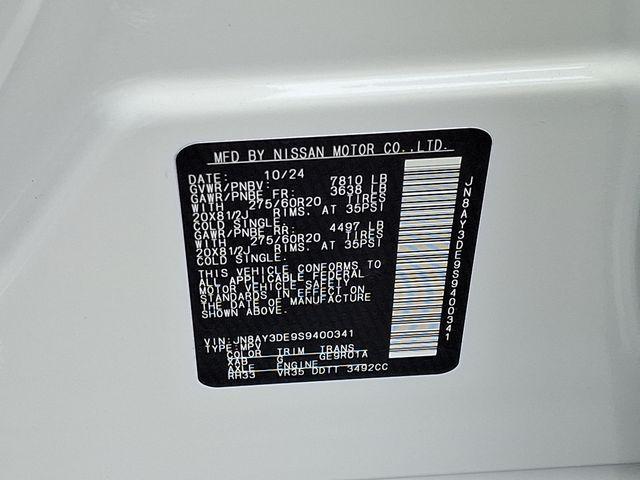 MFD BY NISSAN MOTOR CO.,LTD.
DATE: 10/24
GVWR/PNBV: 7810 LB
GAWR/PNBE FR: 3638 LB
WITH 275/60R20 TIRES
20X81/2J RIMS. AT 35PSI
COLD SINGLE.
GAWR/PNBE RR: 4497 LB
WITH 275/60R20 TIRES
20X81/2J RIMS. AT 35PSI
COLD SINGLE.
THIS VEHICLE CONFORMS TO
ALL APPLICABLE FEDERAL
MOTOR VEHICLE SAFETY
STANDARDS IN EFFECT ON
THE DATE OF MANUFACTURE
SHOWN ABOVE.
VIN:JN8AY3DE9S9400341
TYPE:MPV
COLOR TRIM TRANS
XAB G GE9R01A
AXLE ENGINE
RH33 VR35 DDTT 3492CC
JN8AY3DE9S9400341